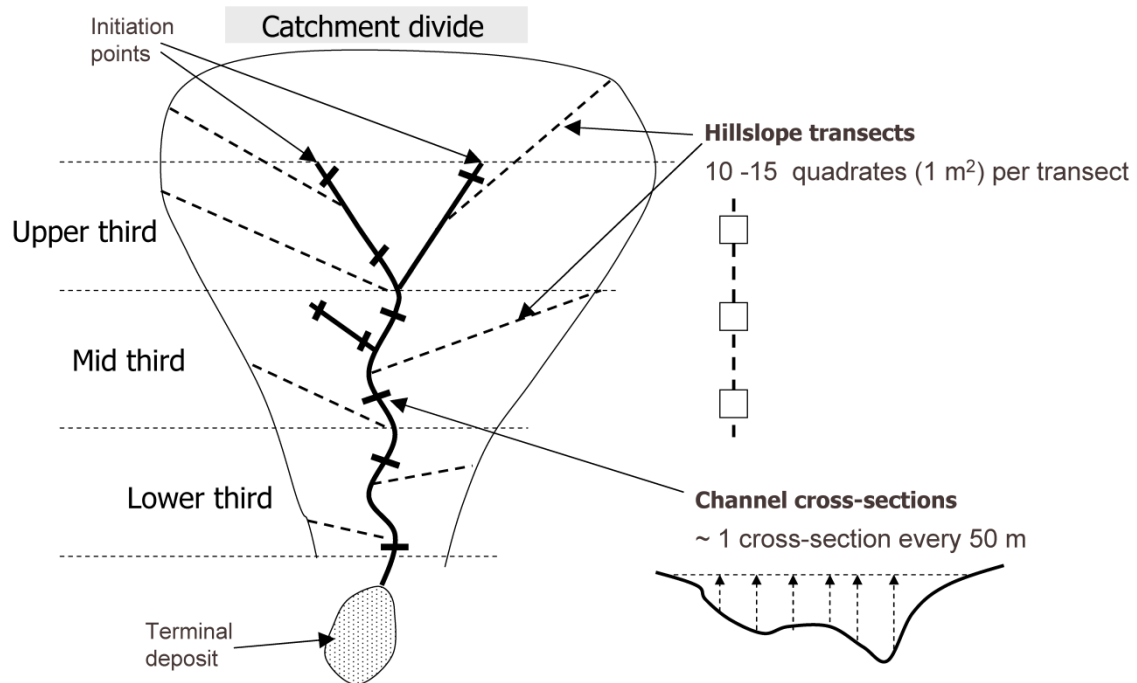 Catchment divide
Initiation
points
Hillslope transects
10 -15 quadrates (1 m²) per transect
Upper third
Mid third
Lower third
Channel cross-sections
~ 1 cross-section every 50 m
Terminal
deposit